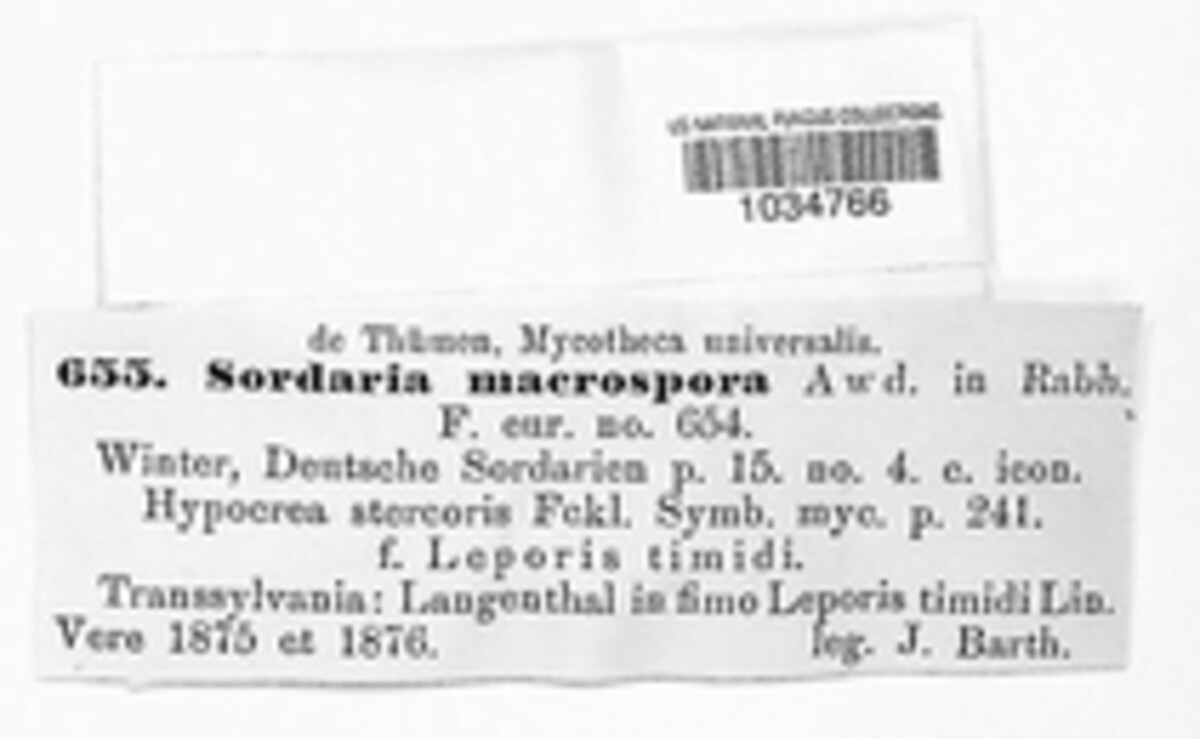 US NATIONAL FUNGUS COLLECTIONS
1034766
de Thümen, Mycotheca universalis.
655. Sordaria macrospora Awd. in Rabh.
F. eur. no. 654.
Winter, Deutsche Sordarien p. 15. no. 4. c. icon.
Hypocrea stercoris Fckl. Symb. myc. p. 241.
f. Leporis timidi.
Transsylvania: Langenthal in fimo Leporis timidi Lin.
Vere 1875 et 1876. leg. J. Barth.